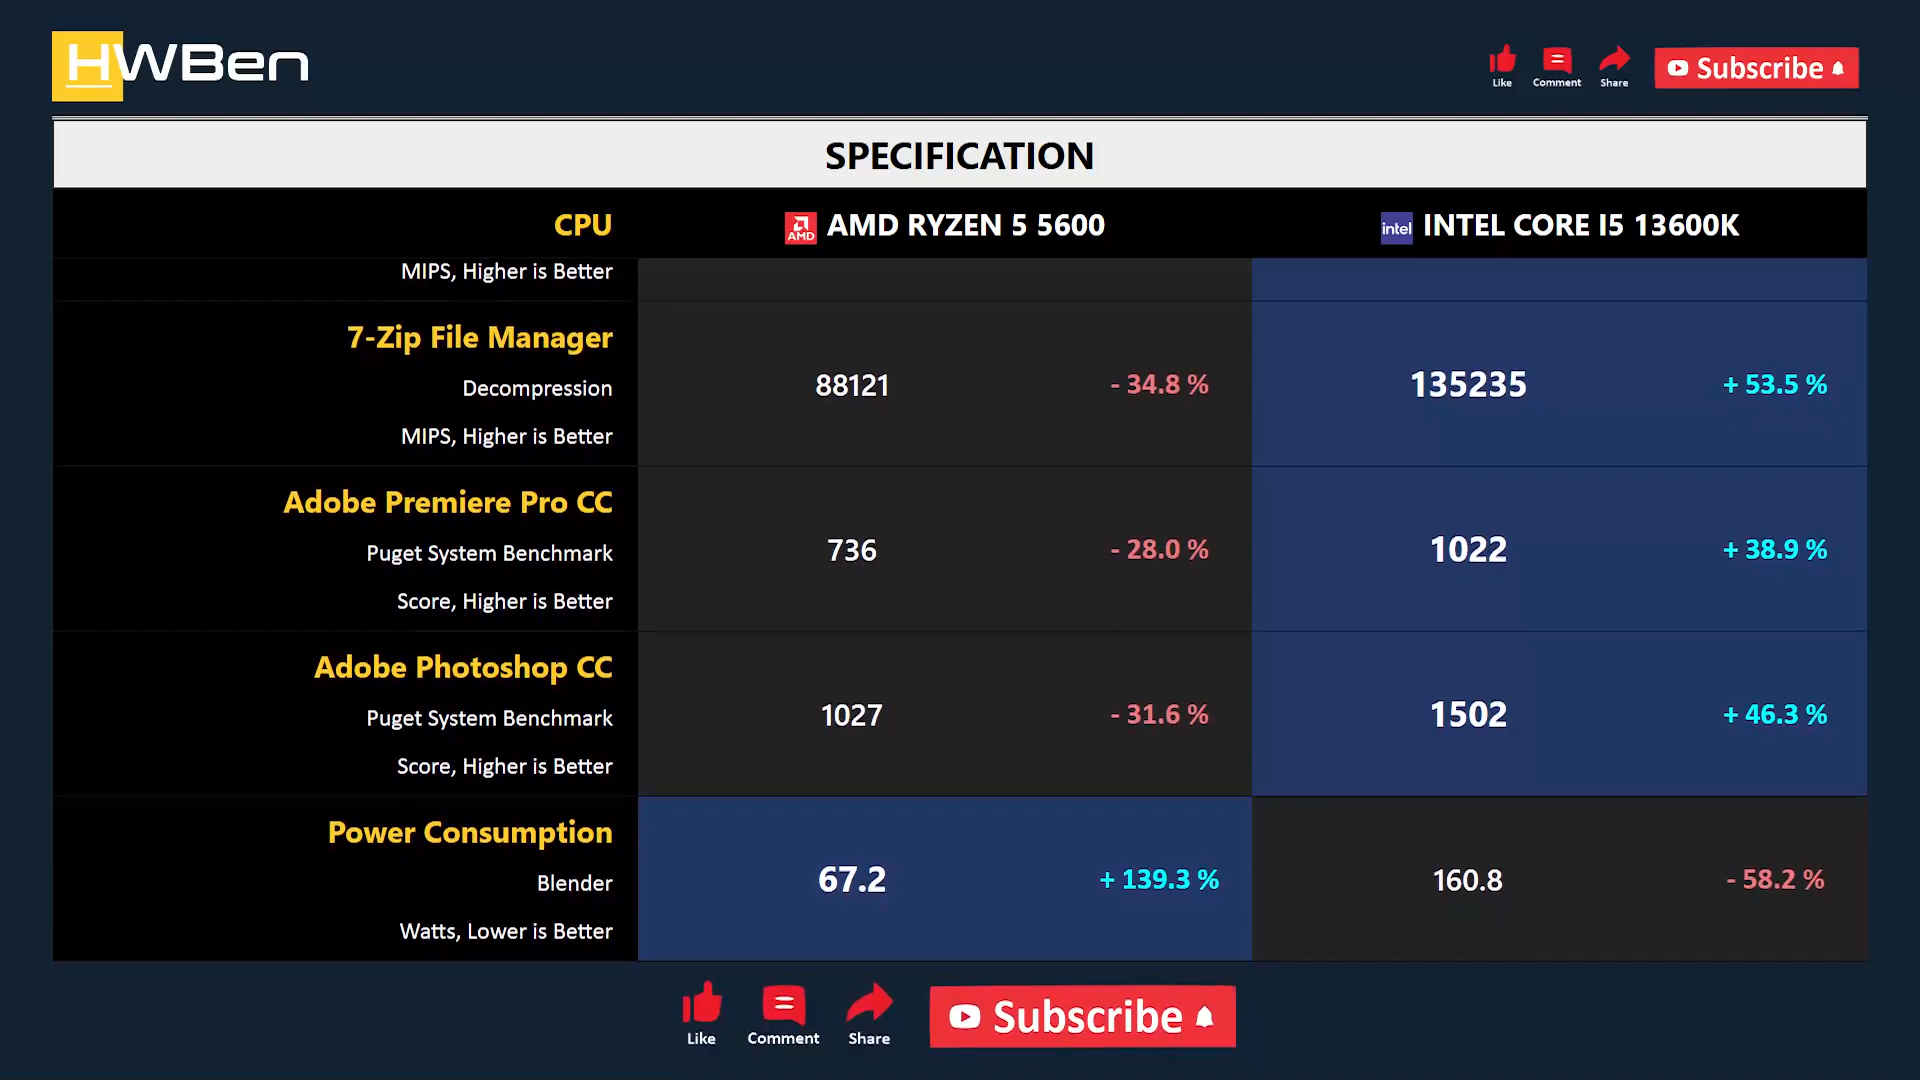 HWBen
Like
Comment
Share
Subscribe
SPECIFICATION
CPU
AMD
AMD RYZEN 5 5600
intel
INTEL CORE I5 13600K
MIPS, Higher is Better
7-Zip File Manager
Decompression
MIPS, Higher is Better
88121
- 34.8 %
135235
+ 53.5 %
Adobe Premiere Pro CC
Puget System Benchmark
Score, Higher is Better
736
- 28.0 %
1022
+ 38.9 %
Adobe Photoshop CC
Puget System Benchmark
Score, Higher is Better
1027
- 31.6 %
1502
+ 46.3 %
Power Consumption
Blender
Watts, Lower is Better
67.2
+ 139.3 %
160.8
- 58.2 %
Like
Comment
Share
Subscribe